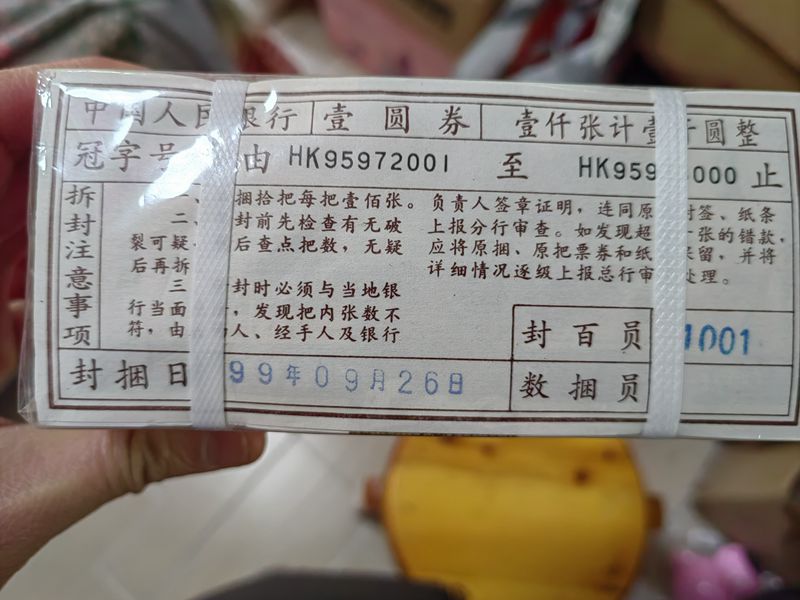 中国人民银行 壹圆券 壹仟张计壹仟圆整
冠字号 由 HK95972001 至 HK959 000 止
拆封注意事项
一、 捆拾把每把壹佰张。
二、 封前先检查有无破
裂可疑 后查点把数，无疑
后再拆
三 封时必须与当地银
行当面 ，发现把内张数不
符，由 人、经手人及银行
负责人签章证明，连同原 封签、纸条
上报分行审查。如发现超 张的错款，
应将原捆、原把票券和纸 保留，并将
详细情况逐级上报总行审 处理。
封百员 1001
封捆日 99年09月26日 数捆员